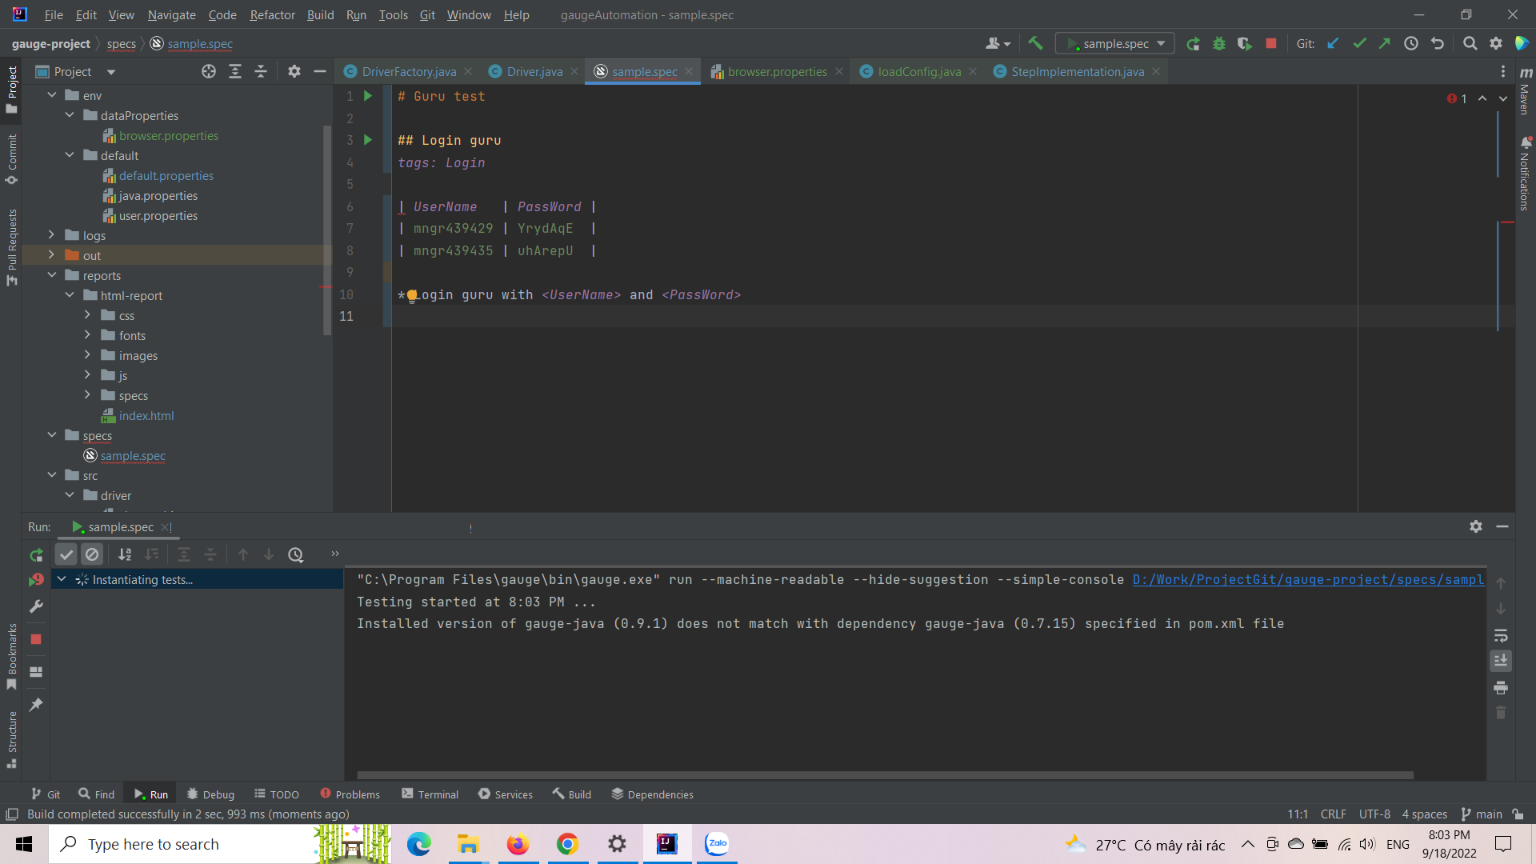 File Edit View Navigate Code Refactor Build Run Tools Git Window Help gaugeAutomation - sample.spec
gauge-project specs sample.spec sample.spec Git:
Project DriverFactory.java Driver.java sample.spec browser.properties loadConfig.java StepImplementation.java
Project
Commit
Pull Requests
Bookmarks
Structure
Maven
Notifications
env
dataProperties
browser.properties
default
default.properties
java.properties
user.properties
logs
out
reports
html-report
css
fonts
images
js
specs
index.html
specs
sample.spec
src
driver
1 # Guru test
2
3 ## Login guru
4 tags: Login
5
6 | UserName | PassWord |
7 | mngr439429 | YrydAqE |
8 | mngr439435 | uhArepU |
9
10 * Login guru with <UserName> and <PassWord>
11
1
Run: sample.spec
Instantiating tests...
"C:\Program Files\gauge\bin\gauge.exe" run --machine-readable --hide-suggestion --simple-console D:/Work/ProjectGit/gauge-project/specs/sampl
Testing started at 8:03 PM ...
Installed version of gauge-java (0.9.1) does not match with dependency gauge-java (0.7.15) specified in pom.xml file
Git Find Run Debug TODO Problems Terminal Services Build Dependencies
Build completed successfully in 2 sec, 993 ms (moments ago) 11:1 CRLF UTF-8 4 spaces main
Type here to search Zalo 27°C Có mây rải rác ENG 8:03 PM
9/18/2022